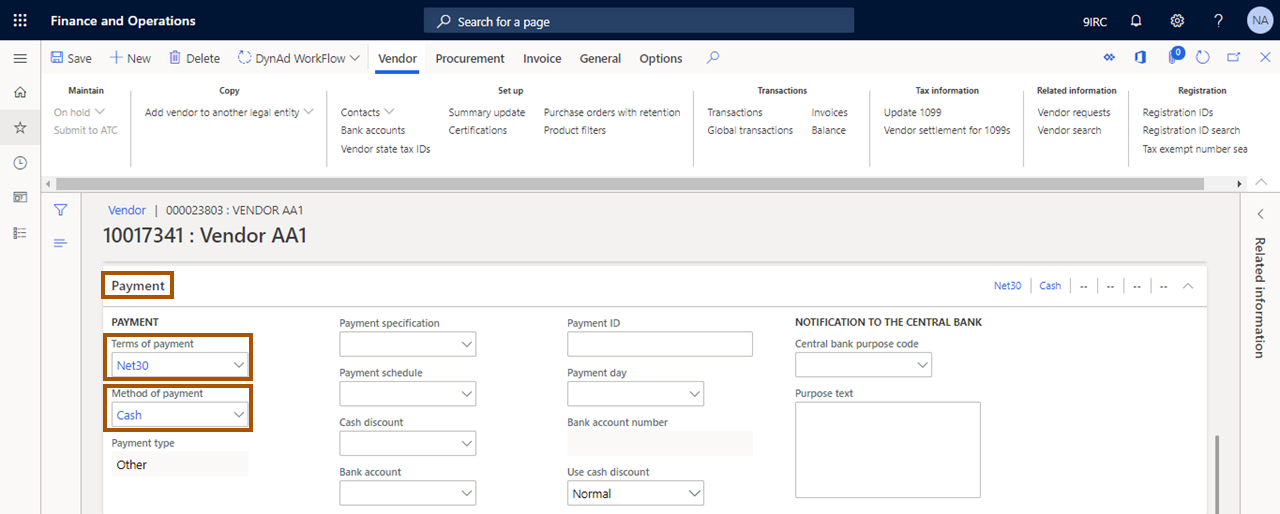 Finance and Operations
Search for a page
9IRC
NA
Save
New
Delete
DynAd WorkFlow
Vendor
Procurement
Invoice
General
Options
0
Maintain
On hold
Submit to ATC
Copy
Add vendor to another legal entity
Set up
Contacts
Bank accounts
Vendor state tax IDs
Summary update
Certifications
Purchase orders with retention
Product filters
Transactions
Transactions
Global transactions
Invoices
Balance
Tax information
Update 1099
Vendor settlement for 1099s
Related information
Vendor requests
Vendor search
Registration
Registration IDs
Registration ID search
Tax exempt number sea
Vendor | 000023803 : VENDOR AA1
10017341 : Vendor AA1
Payment
Net30 | Cash | -- | -- | -- | --
PAYMENT
Terms of payment
Net30
Method of payment
Cash
Payment type
Other
Payment specification
Payment schedule
Cash discount
Bank account
Payment ID
Payment day
Bank account number
Use cash discount
Normal
NOTIFICATION TO THE CENTRAL BANK
Central bank purpose code
Purpose text
Related information